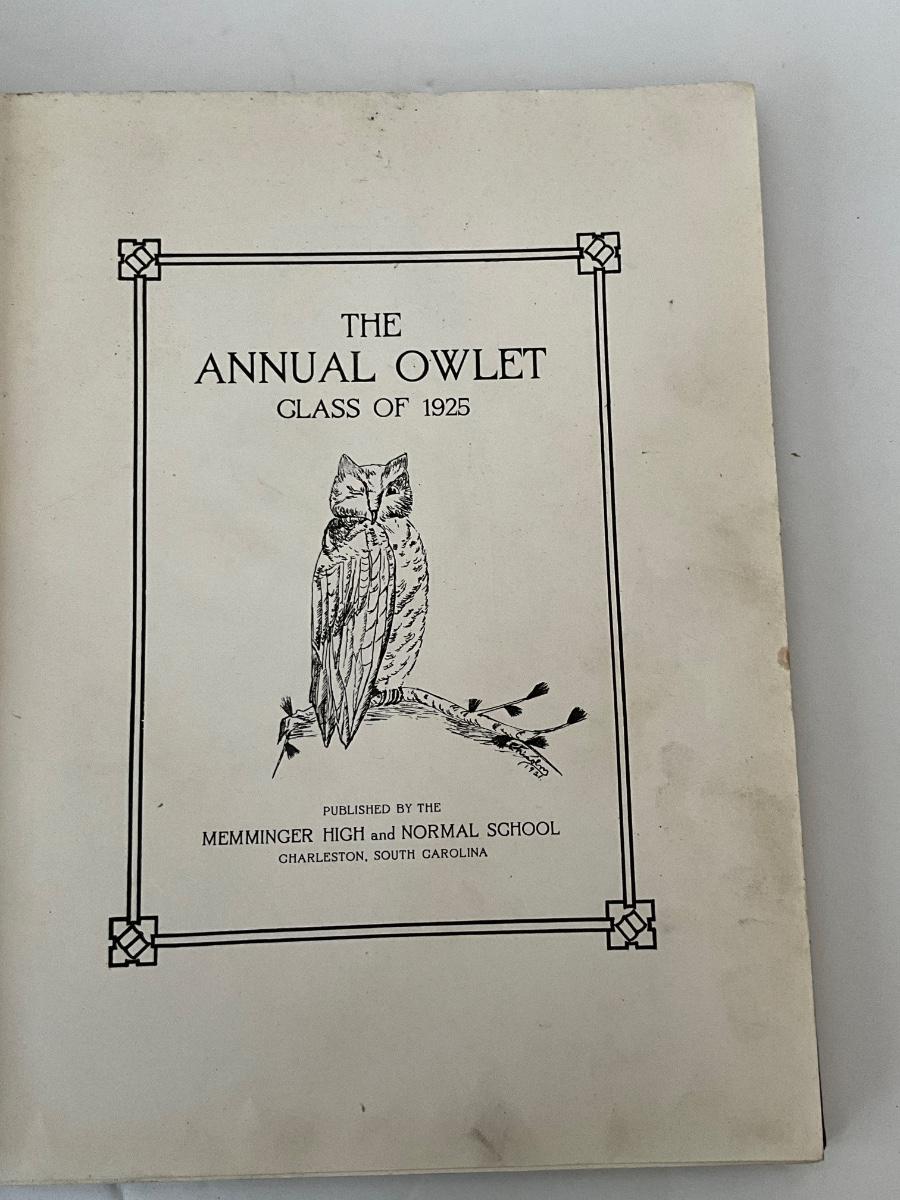 THE
ANNUAL OWLET
CLASS OF 1925
PUBLISHED BY THE
MEMMINGER HIGH and NORMAL SCHOOL
CHARLESTON, SOUTH CAROLINA